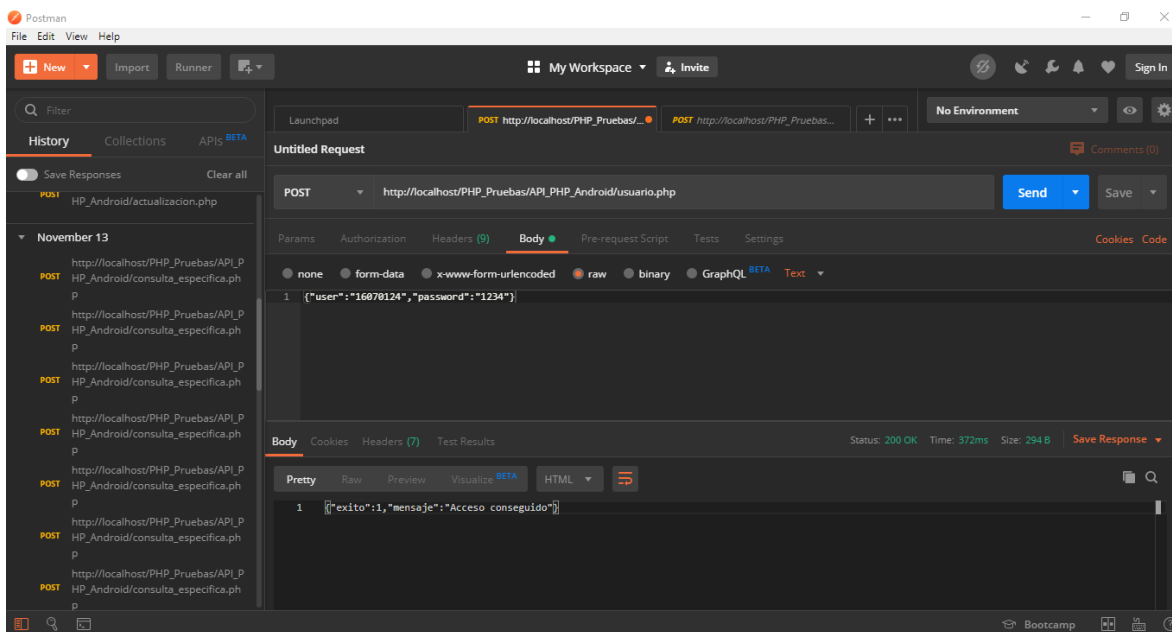 Postman
File Edit View Help
New Import Runner My Workspace Invite Sign In
Filter
History Collections APIs BETA
Save Responses Clear all
POST HP_Android/actualizacion.php
November 13
POST http://localhost/PHP_Pruebas/API_P
HP_Android/consulta_especifica.ph
p
POST http://localhost/PHP_Pruebas/API_P
HP_Android/consulta_especifica.ph
p
POST http://localhost/PHP_Pruebas/API_P
HP_Android/consulta_especifica.ph
p
POST http://localhost/PHP_Pruebas/API_P
HP_Android/consulta_especifica.ph
p
POST http://localhost/PHP_Pruebas/API_P
HP_Android/consulta_especifica.ph
p
POST http://localhost/PHP_Pruebas/API_P
HP_Android/consulta_especifica.ph
p
POST http://localhost/PHP_Pruebas/API_P
HP_Android/consulta_especifica.ph
p
Launchpad POST http://localhost/PHP_Pruebas/... POST http://localhost/PHP_Pruebas... No Environment
Untitled Request Comments (0)
POST http://localhost/PHP_Pruebas/API_PHP_Android/usuario.php Send Save
Params Authorization Headers (9) Body Pre-request Script Tests Settings Cookies Code
none form-data x-www-form-urlencoded raw binary GraphQL BETA Text
1 {"user":"16070124","password":"1234"}
Body Cookies Headers (7) Test Results Status: 200 OK Time: 372ms Size: 294 B Save Response
Pretty Raw Preview Visualize BETA HTML
1 {"exito":1,"mensaje":"Acceso conseguido"}
Bootcamp